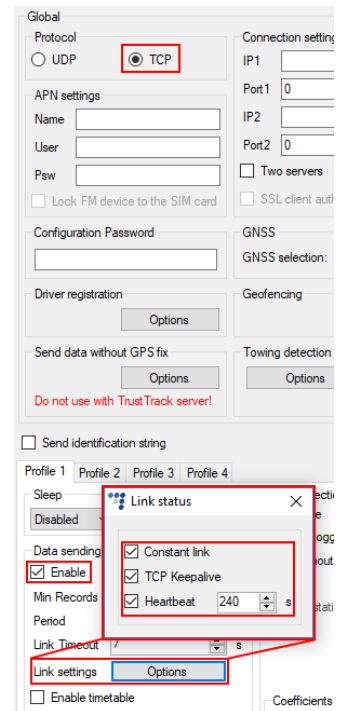 Global
Protocol
UDP
TCP
Connection setting
IP1
Port1 0
IP2
Port2 0
Two servers
SSL client auth
APN settings
Name
User
Psw
Lock FM device to the SIM card
Configuration Password
GNSS
GNSS selection:
Driver registration
Options
Geofencing
Send data without GPS fix
Options
Do not use with TrustTrack server!
Towing detection
Options
Send identification string
Profile 1
Profile 2
Profile 3
Profile 4
Sleep
Disabled
Link status
Constant link
TCP Keepalive
Heartbeat 240 s
Data sending
Enable
Min Records
Period
Link Timeout 7 s
Link settings
Options
Enable timetable
Coefficients